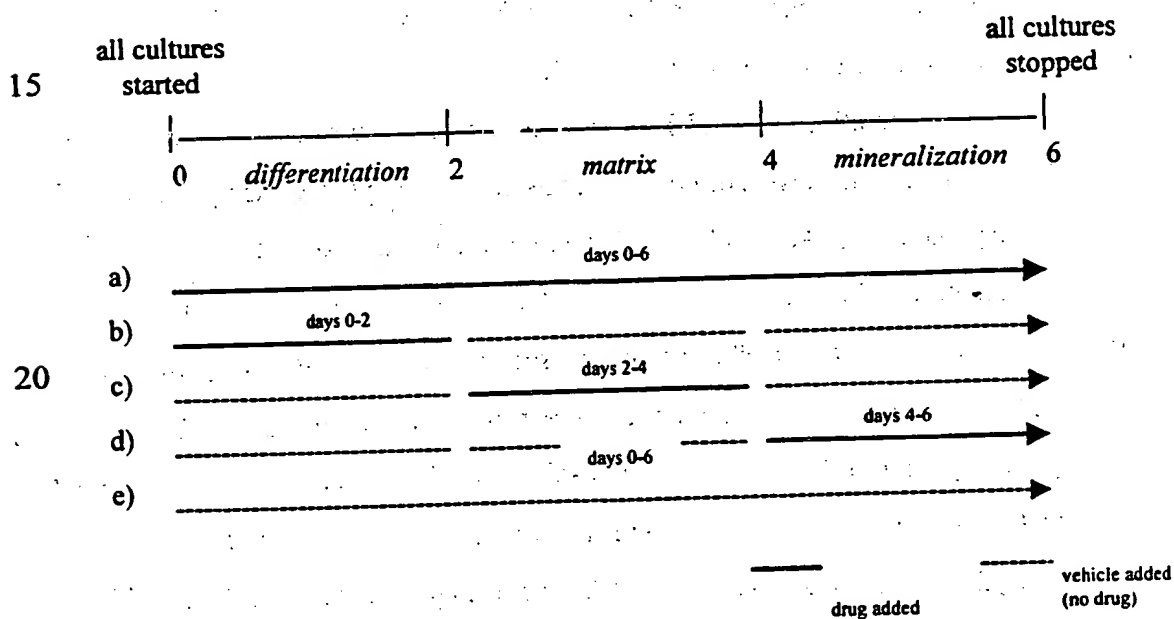 all cultures
started
all cultures
stopped
15
0 differentiation 2 matrix 4 mineralization 6
days 0-6
a)
days 0-2
b)
20
days 2-4
c)
days 4-6
d)
days 0-6
e)
vehicle added
(no drug)
drug added